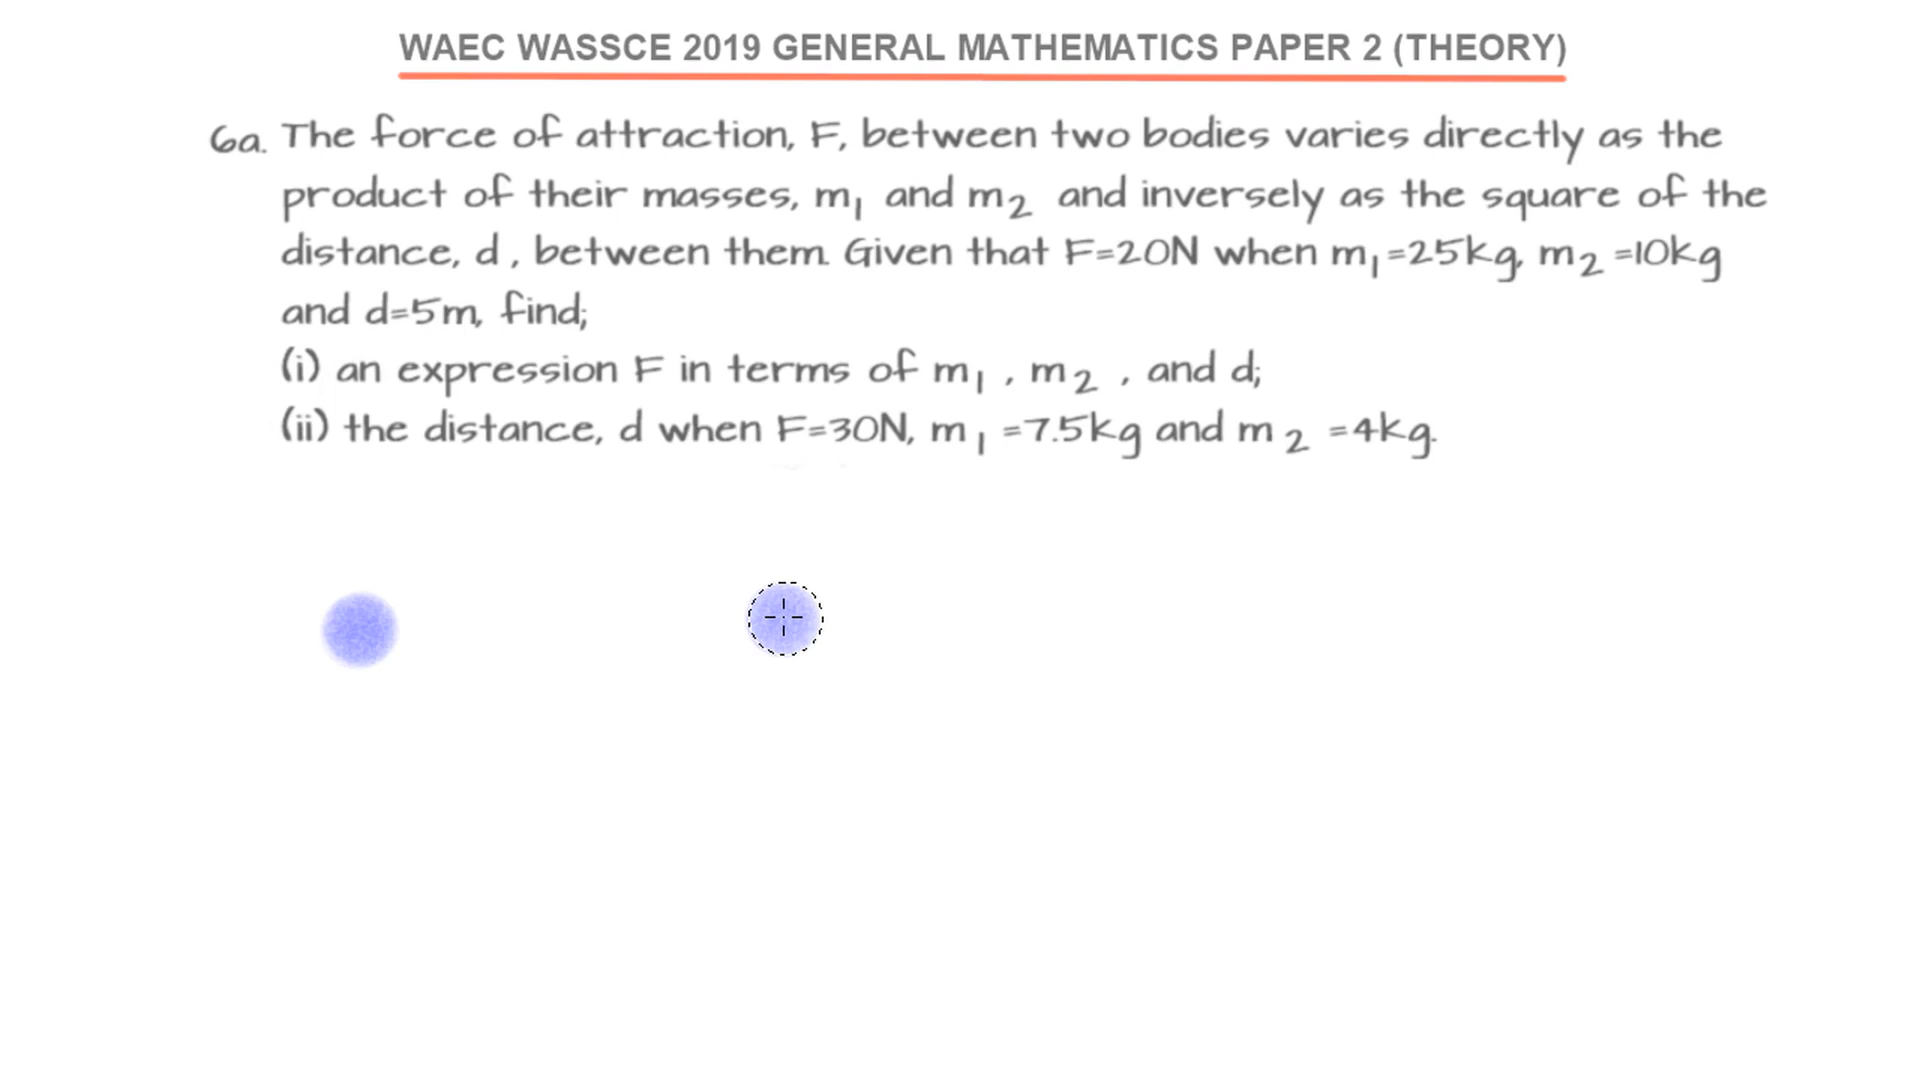 WAEC WASSCE 2019 GENERAL MATHEMATICS PAPER 2 (THEORY)
6a. The force of attraction, F, between two bodies varies directly as the
product of their masses, m₁ and m₂ and inversely as the square of the
distance, d, between them. Given that F=20N when m₁=25kg, m₂=10kg
and d=5m, find;
(i) an expression F in terms of m₁, m₂, and d;
(ii) the distance, d when F=30N, m₁=7.5kg and m₂=4kg.